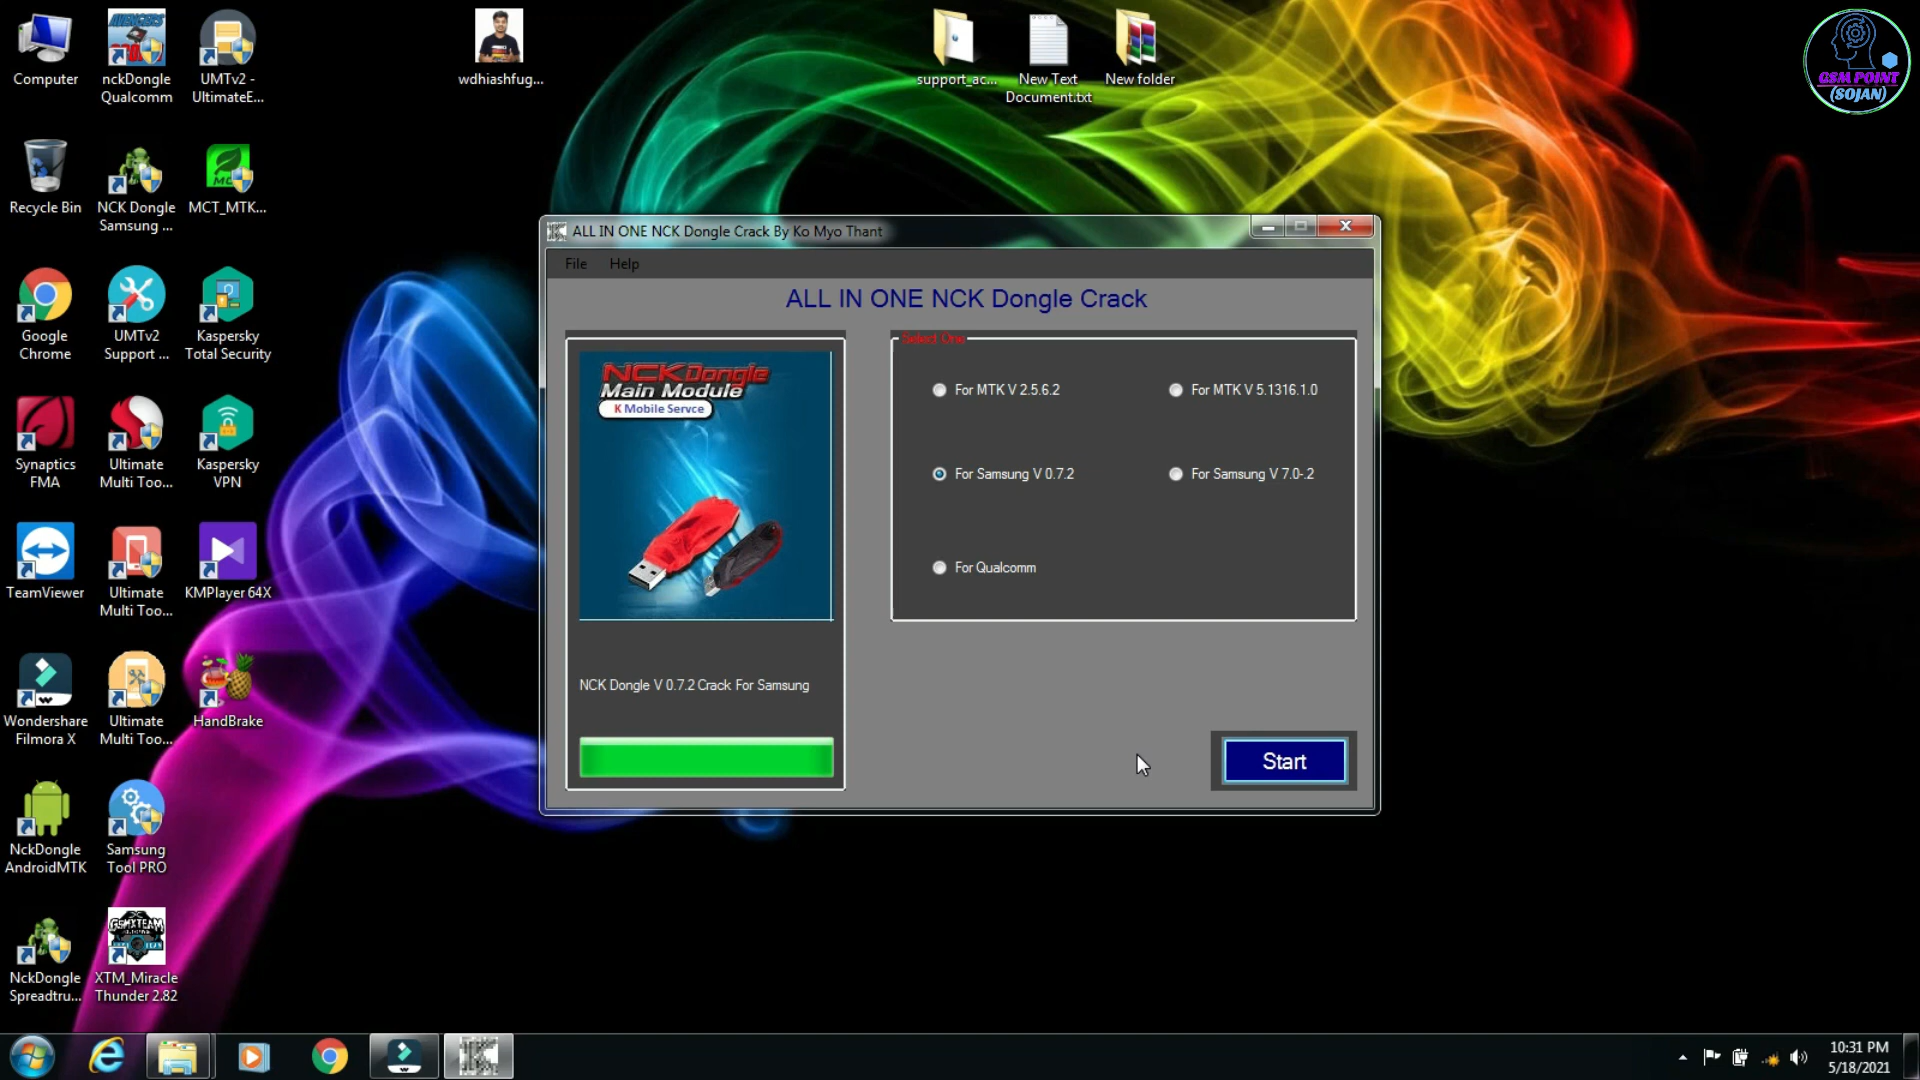 Computer
nckDongle
Qualcomm
UMTv2 -
UltimateE...
wdhiashfug...
support_ac...
New Text
Document.txt
New folder
GSM POINT
(SOJAN)
Recycle Bin
NCK Dongle
Samsung ...
MCT_MTK...
Google
Chrome
UMTv2
Support ...
Kaspersky
Total Security
Synaptics
FMA
Ultimate
Multi Too...
Kaspersky
VPN
TeamViewer
Ultimate
Multi Too...
KMPlayer 64X
Wondershare
Filmora X
Ultimate
Multi Too...
HandBrake
NckDongle
AndroidMTK
Samsung
Tool PRO
NckDongle
Spreadtru...
XTM_Miracle
Thunder 2.82
ALL IN ONE NCK Dongle Crack By Ko Myo Thant
File Help
ALL IN ONE NCK Dongle Crack
NCKDongle
Main Module
K Mobile Servce
NCK Dongle V 0.7.2 Crack For Samsung
Select One
For MTK V 2.5.6.2
For MTK V 5.1316.1.0
For Samsung V 0.7.2
For Samsung V 7.0-.2
For Qualcomm
Start
10:31 PM
5/18/2021